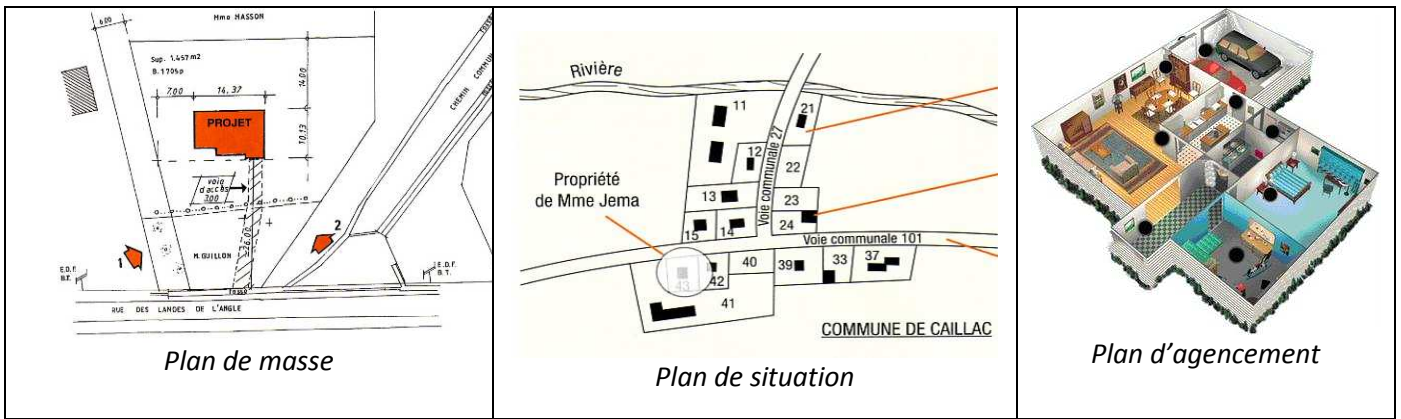 6.00
Mme MASSON
Sup. 1.457 m2
B. 1705p
7.00
14.37
14.00
PROJET
10.13
CHEMIN
voie
d'accès
3.00
2
26.00
1
M. GUILLON
E.D.F.
B.T.
E.D.F.
B.T.
RUE DES LANDES DE L'ANGLE
Plan de masse
Rivière
11
21
12
Voie communale 27
22
Propriété
de Mme Jema
13
23
15
14
24
Voie communale 101
43
42
40
39
33
37
41
COMMUNE DE CAILLAC
Plan de situation
Plan d’agencement